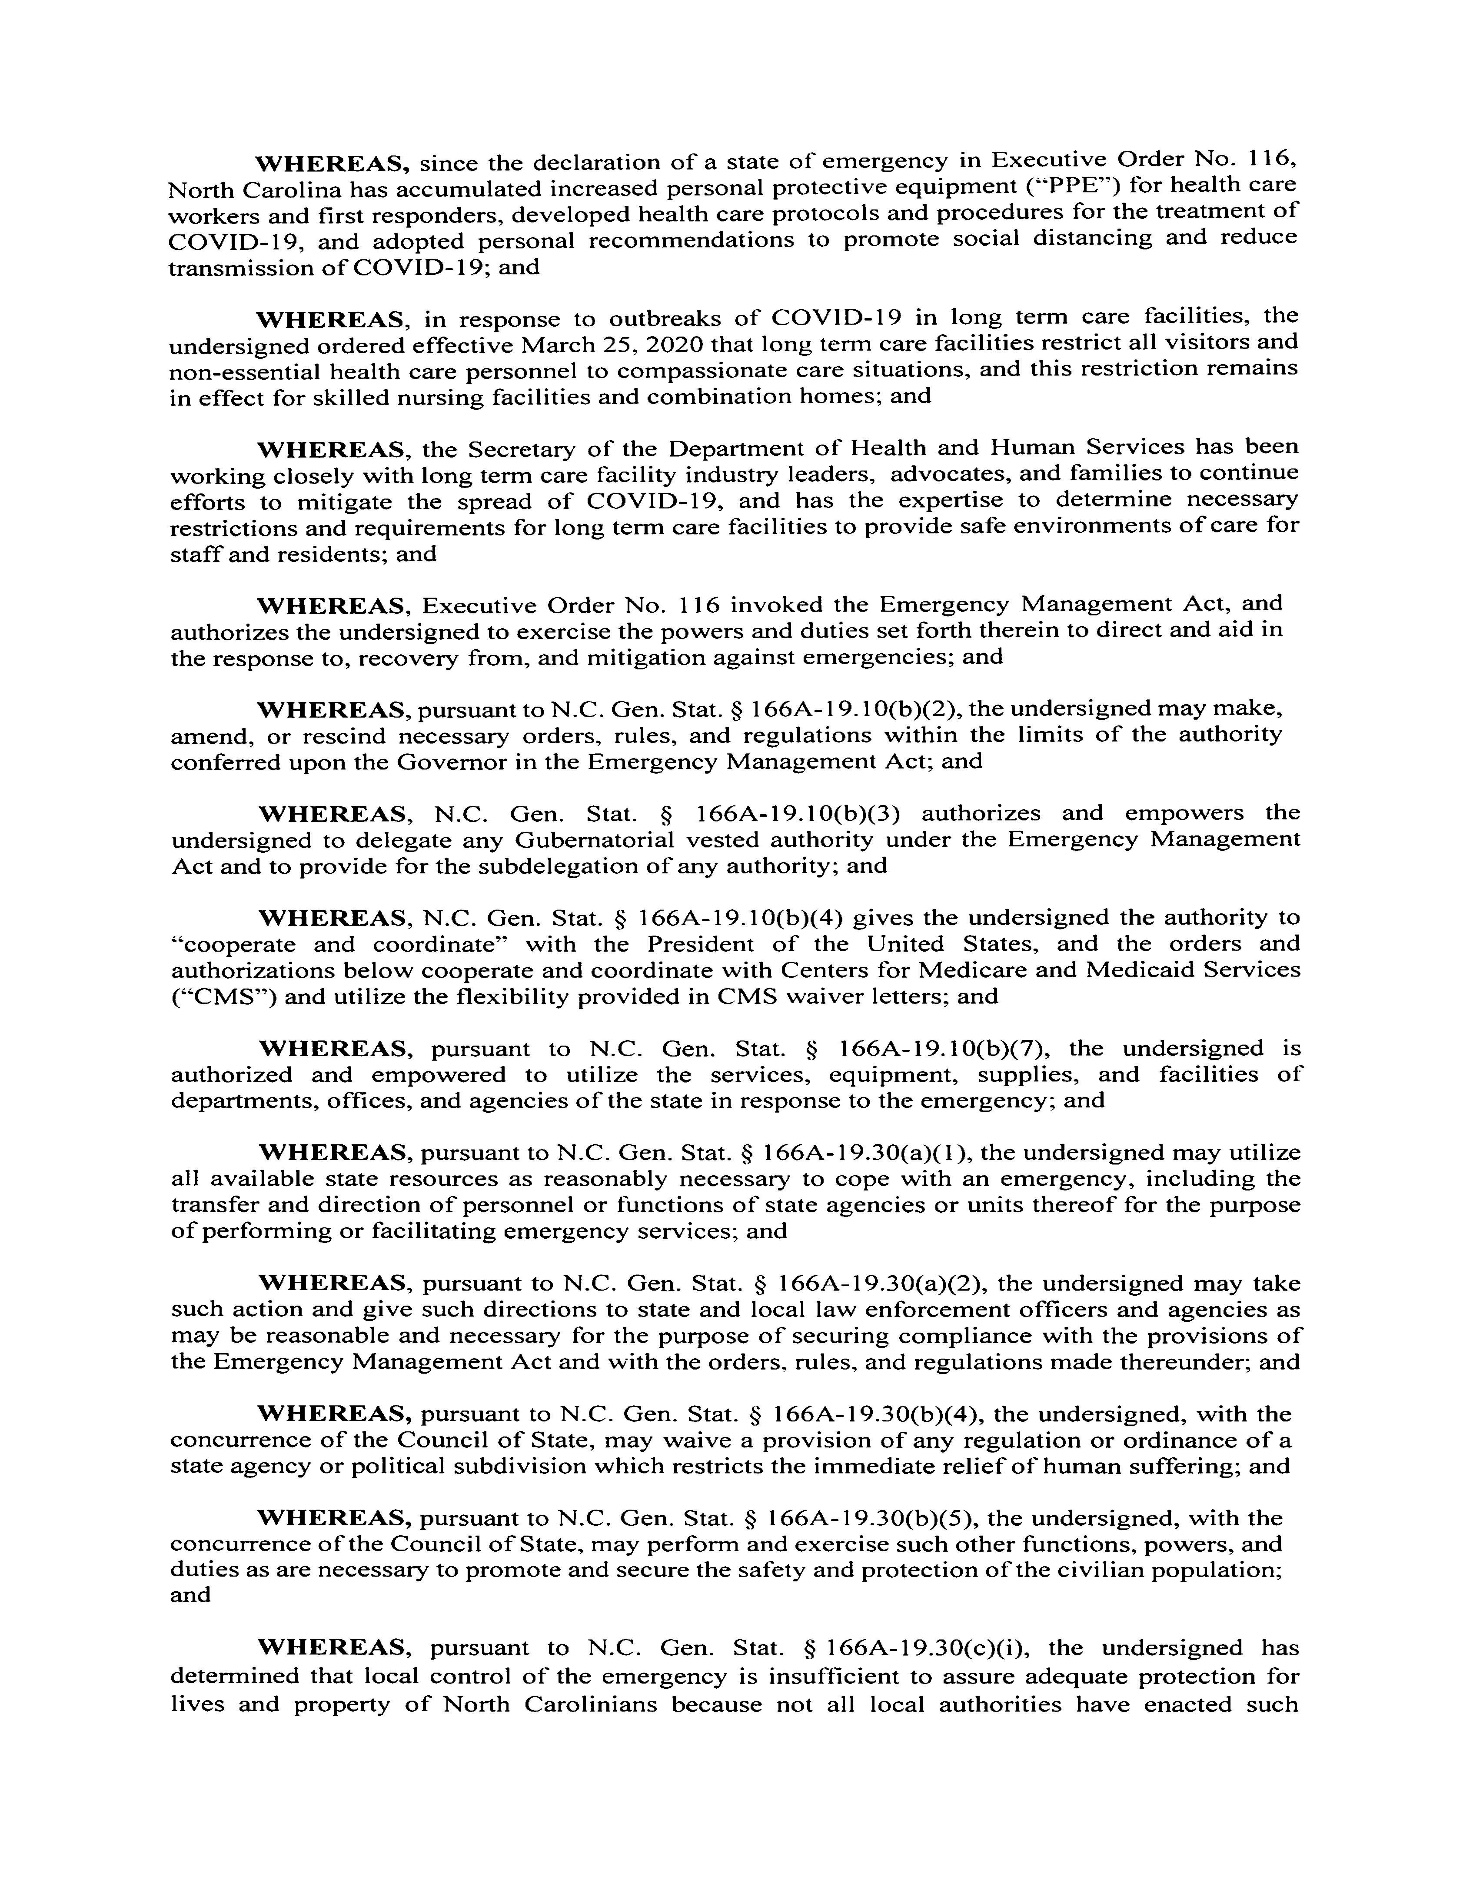 WHEREAS, since the declaration of a state of emergency in Executive Order No. 116,
North Carolina has accumulated increased personal protective equipment (“PPE”) for health care
workers and first responders, developed health care protocols and procedures for the treatment of
COVID-19, and adopted personal recommendations to promote social distancing and reduce
transmission of COVID-19; and
WHEREAS, in response to outbreaks of COVID-19 in long term care facilities, the
undersigned ordered effective March 25, 2020 that long term care facilities restrict all visitors and
non-essential health care personnel to compassionate care situations, and this restriction remains
in effect for skilled nursing facilities and combination homes; and
WHEREAS, the Secretary of the Department of Health and Human Services has been
working closely with long term care facility industry leaders, advocates, and families to continue
efforts to mitigate the spread of COVID-19, and has the expertise to determine necessary
restrictions and requirements for long term care facilities to provide safe environments of care for
staff and residents; and
WHEREAS, Executive Order No. 116 invoked the Emergency Management Act, and
authorizes the undersigned to exercise the powers and duties set forth therein to direct and aid in
the response to, recovery from, and mitigation against emergencies; and
WHEREAS, pursuant to N.C. Gen. Stat. § 166A-19.10(b)(2), the undersigned may make,
amend, or rescind necessary orders, rules, and regulations within the limits of the authority
conferred upon the Governor in the Emergency Management Act; and
WHEREAS, N.C. Gen. Stat. § 166A-19.10(b)(3) authorizes and empowers the
undersigned to delegate any Gubernatorial vested authority under the Emergency Management
Act and to provide for the subdelegation of any authority; and
WHEREAS, N.C. Gen. Stat. § 166A-19.10(b)(4) gives the undersigned the authority to
“cooperate and coordinate” with the President of the United States, and the orders and
authorizations below cooperate and coordinate with Centers for Medicare and Medicaid Services
(“CMS”) and utilize the flexibility provided in CMS waiver letters; and
WHEREAS, pursuant to N.C. Gen. Stat. § 166A-19.10(b)(7), the undersigned is
authorized and empowered to utilize the services, equipment, supplies, and facilities of
departments, offices, and agencies of the state in response to the emergency; and
WHEREAS, pursuant to N.C. Gen. Stat. § 166A-19.30(a)(1), the undersigned may utilize
all available state resources as reasonably necessary to cope with an emergency, including the
transfer and direction of personnel or functions of state agencies or units thereof for the purpose
of performing or facilitating emergency services; and
WHEREAS, pursuant to N.C. Gen. Stat. § 166A-19.30(a)(2), the undersigned may take
such action and give such directions to state and local law enforcement officers and agencies as
may be reasonable and necessary for the purpose of securing compliance with the provisions of
the Emergency Management Act and with the orders, rules, and regulations made thereunder; and
WHEREAS, pursuant to N.C. Gen. Stat. § 166A-19.30(b)(4), the undersigned, with the
concurrence of the Council of State, may waive a provision of any regulation or ordinance of a
state agency or political subdivision which restricts the immediate relief of human suffering; and
WHEREAS, pursuant to N.C. Gen. Stat. § 166A-19.30(b)(5), the undersigned, with the
concurrence of the Council of State, may perform and exercise such other functions, powers, and
duties as are necessary to promote and secure the safety and protection of the civilian population;
and
WHEREAS, pursuant to N.C. Gen. Stat. § 166A-19.30(c)(i), the undersigned has
determined that local control of the emergency is insufficient to assure adequate protection for
lives and property of North Carolinians because not all local authorities have enacted such